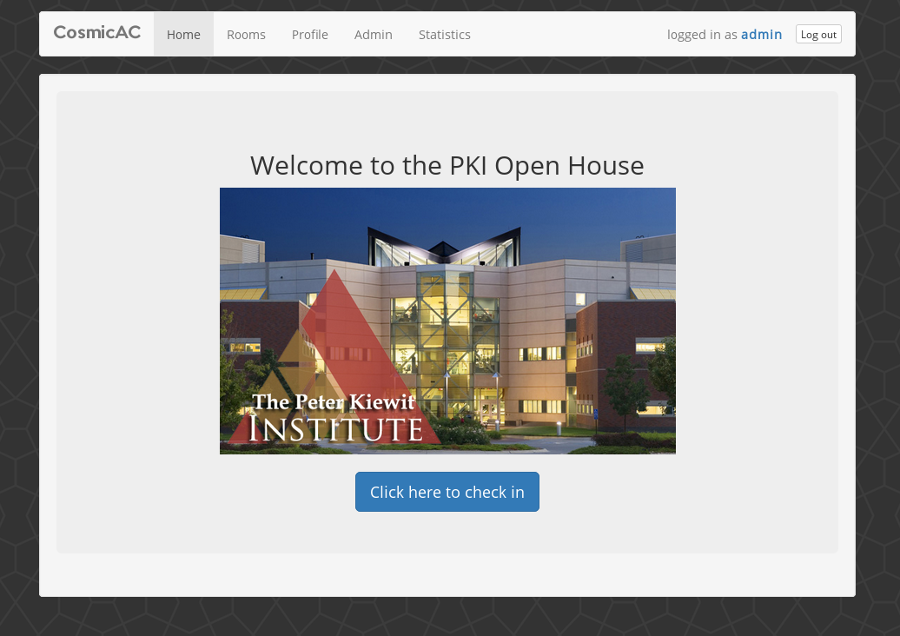 CosmicAC Home Rooms Profile Admin Statistics logged in as admin Log out
Welcome to the PKI Open House
The Peter Kiewit
INSTITUTE
Click here to check in